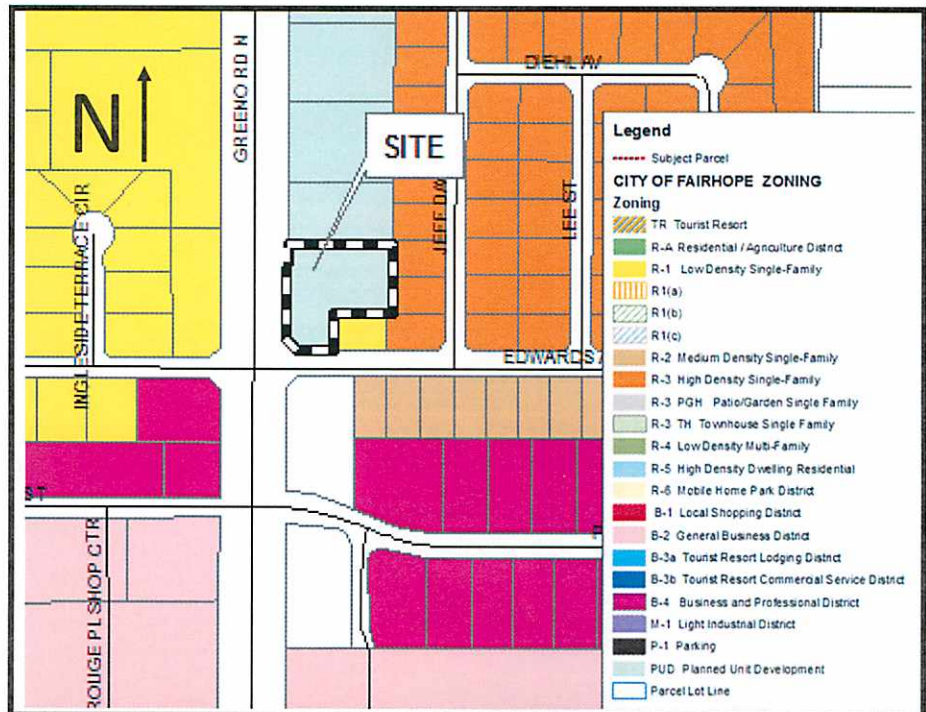 N
SITE
GREENO RD N
DIEHL AV
LEE ST
INGLESIDE TERRACE CIR
EDWARDS A
ST
ROUGE PL SHOP CTR
Legend
Subject Parcel
CITY OF FAIRHOPE ZONING
Zoning
TR Tourist Resort
R-A Residential / Agriculture District
R-1 Low Density Single-Family
R1(a)
R1(b)
R1(c)
R-2 Medium Density Single-Family
R-3 High Density Single-Family
R-3 PGH Patio/Garden Single Family
R-3 TH Townhouse Single Family
R-4 Low Density Multi-Family
R-5 High Density Dwelling Residential
R-6 Mobile Home Park District
B-1 Local Shopping District
B-2 General Business District
B-3a Tourist Resort Lodging District
B-3b Tourist Resort Commercial Service District
B-4 Business and Professional District
M-1 Light Industrial District
P-1 Parking
PUD Planned Unit Development
Parcel Lot Line